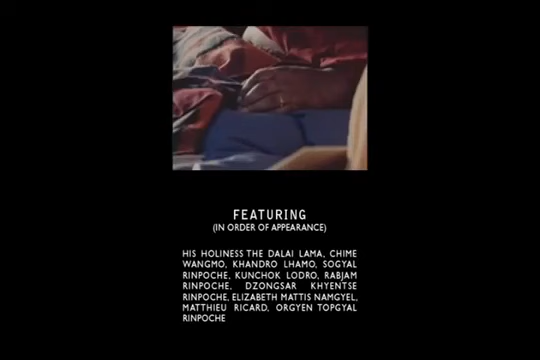 FEATURING
(IN ORDER OF APPEARANCE)
HIS HOLINESS THE DALAI LAMA, CHIME
WANGMO, KHANDRO LHAMO, SOGYAL
RINPOCHE, KUNCHOK LODRO, RABJAM
RINPOCHE, DZONGSAR KHYENTSE
RINPOCHE, ELIZABETH MATTIS NAMGYEL,
MATTHIEU RICARD, ORGYEN TOPGYAL
RINPOCHE